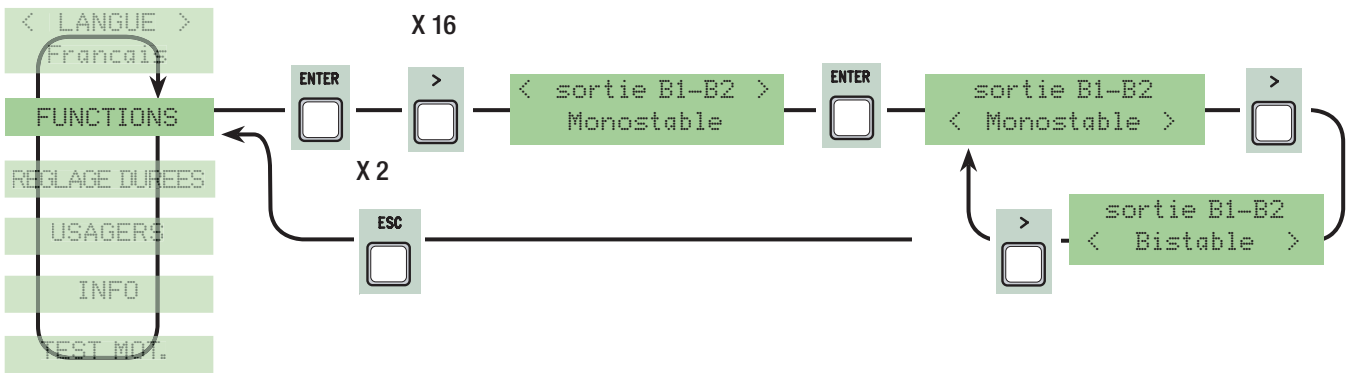 < LANGUE >
Francais
FUNCTIONS
REGLAGE DUREES
USAGERS
INFO
TEST MOT.
ENTER
X 16
>
< sortie B1-B2 >
Monostable
ENTER
sortie B1-B2
< Monostable >
>
sortie B1-B2
< Bistable >
>
X 2
ESC